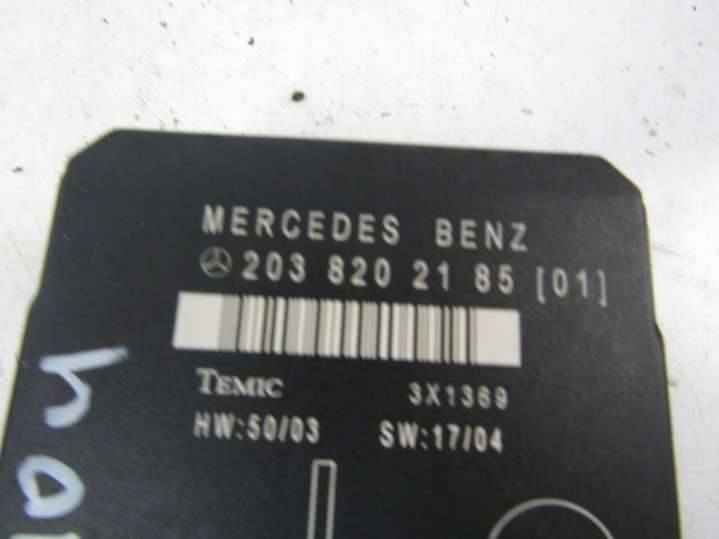 MERCEDES BENZ
203 820 21 85 [01]
TEMIC 3X1369
HW:50/03 SW:17/04